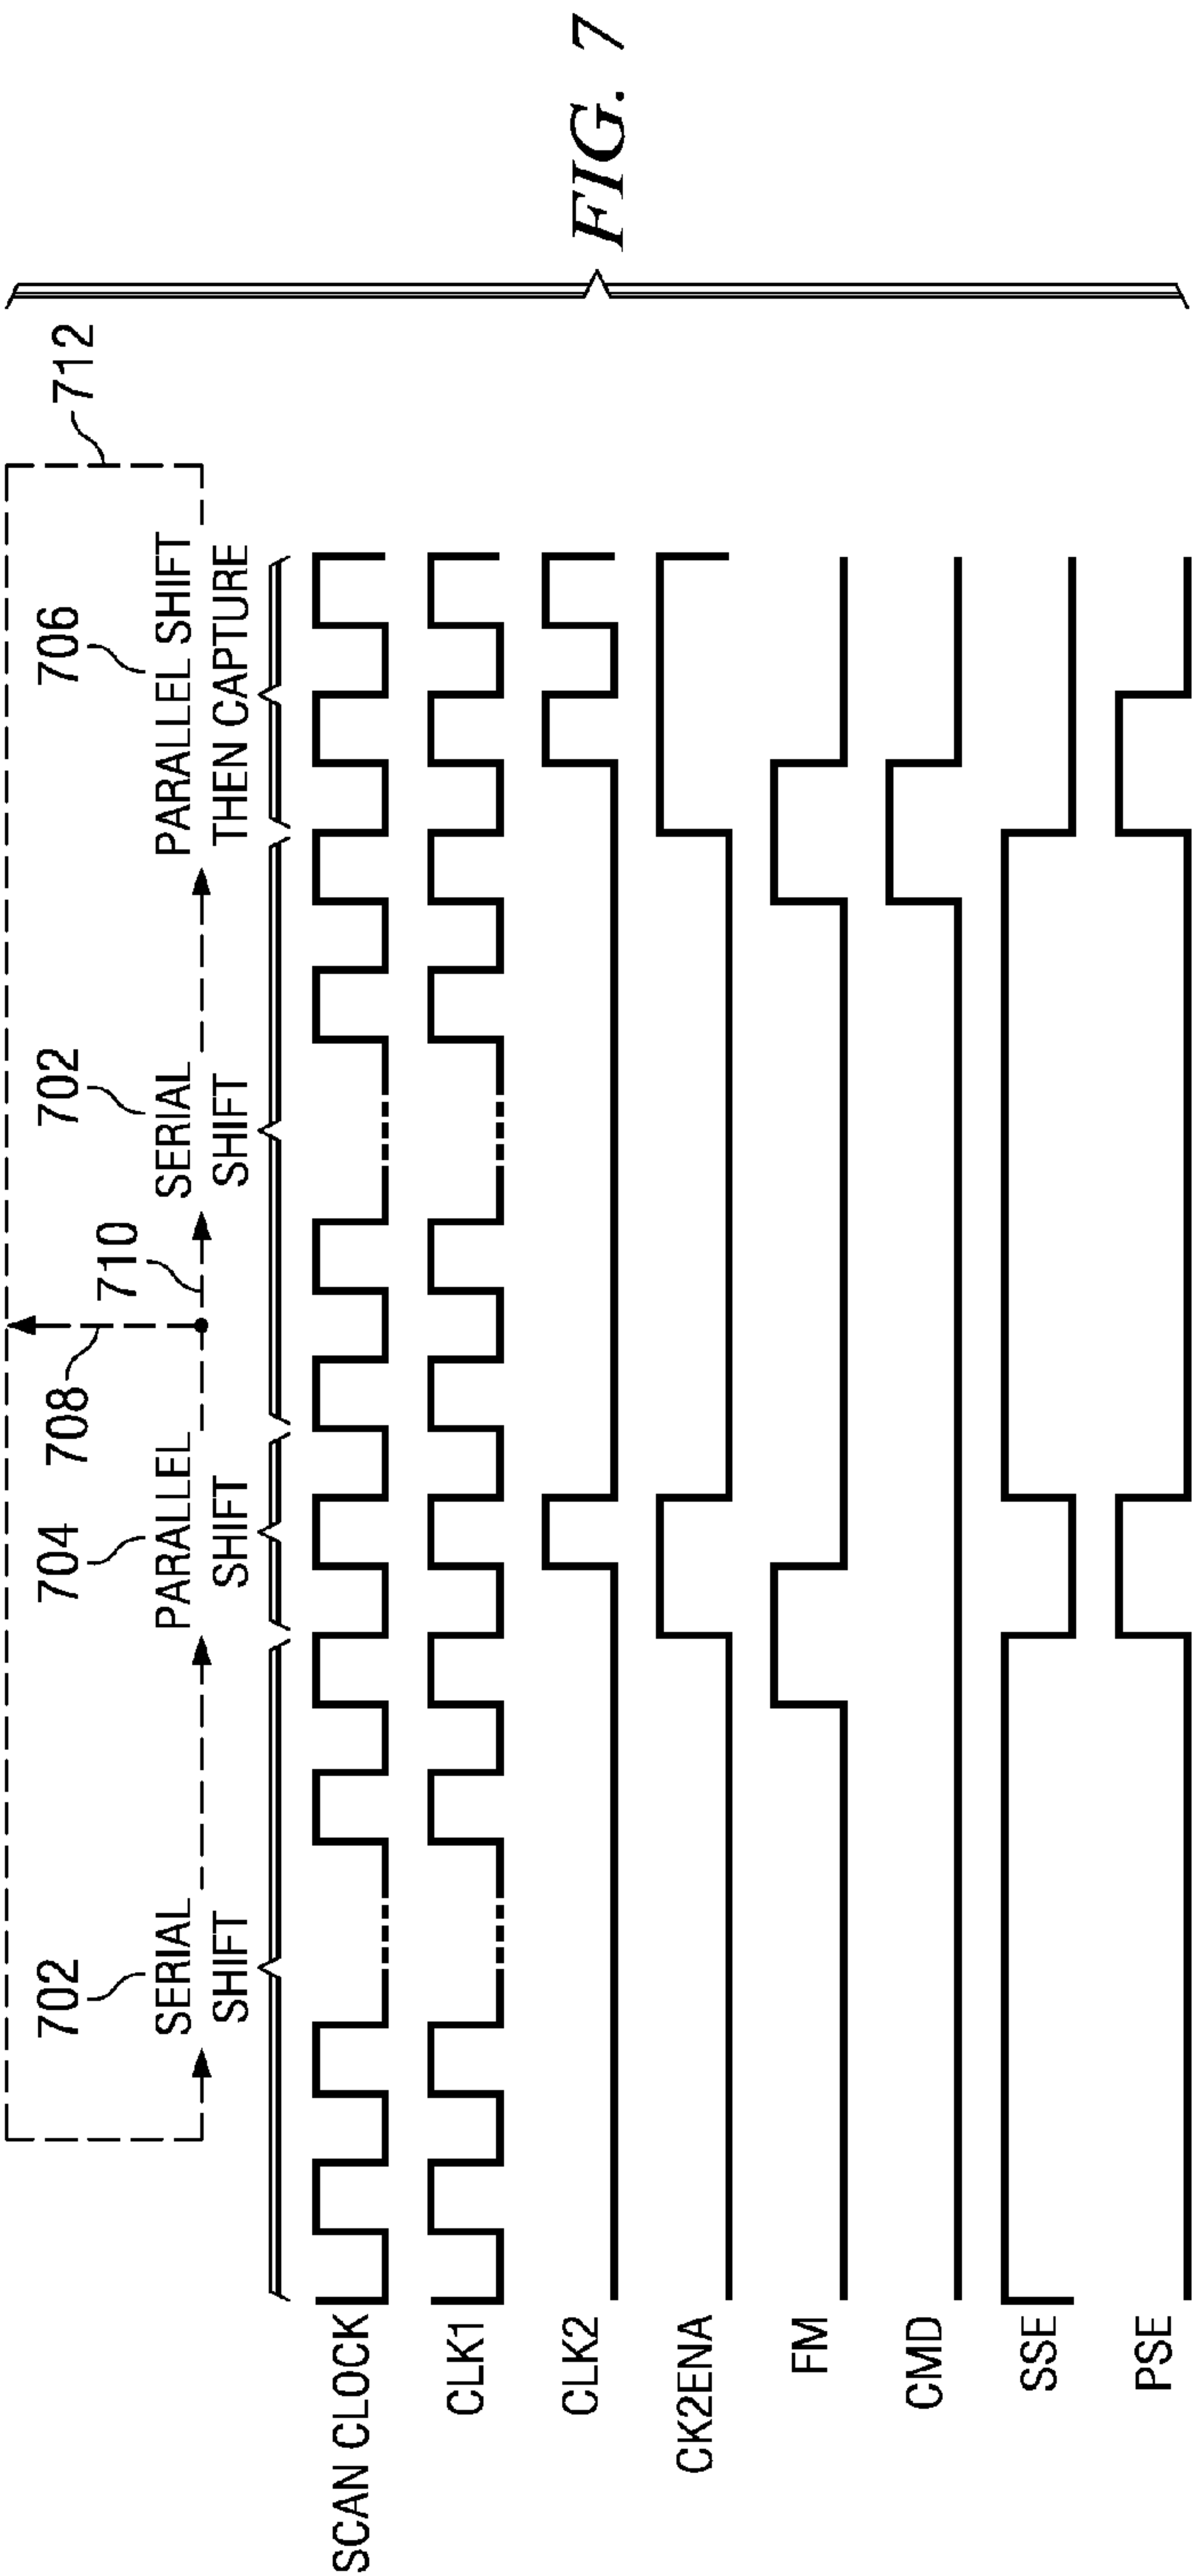 712
702
704
708
710
702
706
SERIAL
SHIFT
PARALLEL
SHIFT
SERIAL
SHIFT
PARALLEL SHIFT
THEN CAPTURE
SCAN CLOCK
CLK1
CLK2
CK2ENA
FM
CMD
SSE
PSE
FIG. 7